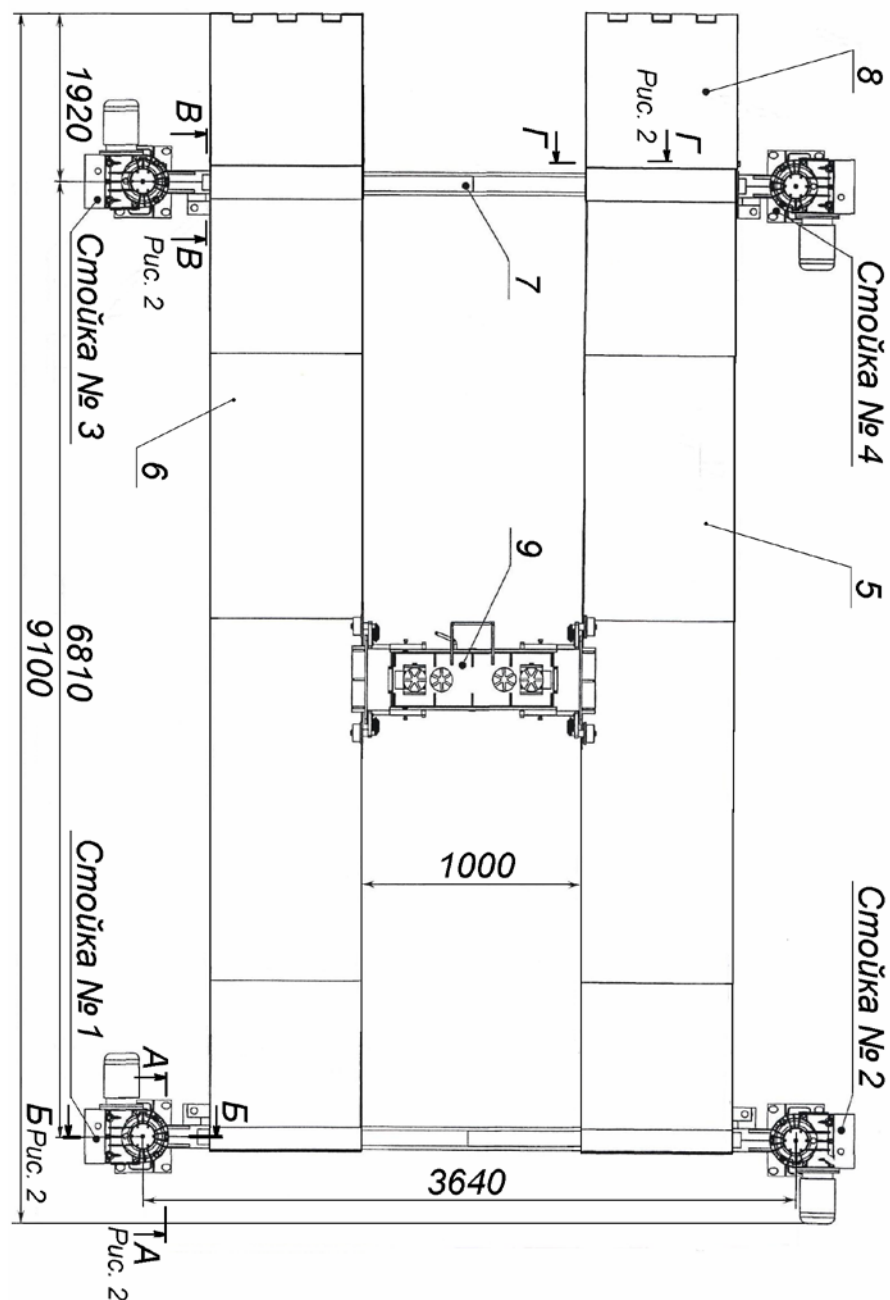 8
Рис. 2
Г
Г
1920
В
В
Рис. 2
7
Стойка № 3
Стойка № 4
6
5
9
6810
9100
1000
Стойка № 1
Стойка № 2
А
Б
Б
Рис. 2
3640
А
Рис. 2